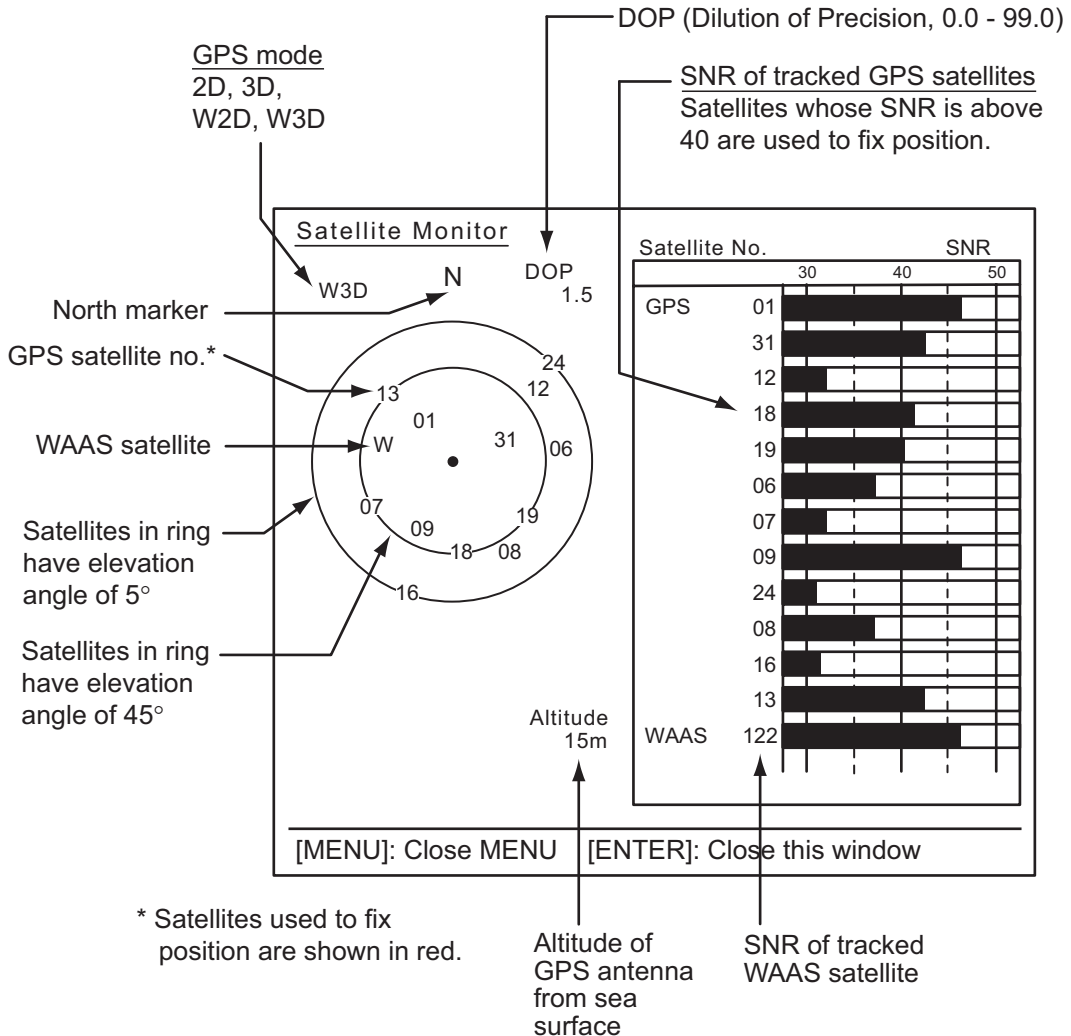 DOP (Dilution of Precision, 0.0 - 99.0)
GPS mode
2D, 3D,
W2D, W3D
SNR of tracked GPS satellites
Satellites whose SNR is above
40 are used to fix position.
Satellite Monitor
W3D
N
DOP
1.5
North marker
GPS satellite no.*
WAAS satellite
Satellites in ring
have elevation
angle of 5°
Satellites in ring
have elevation
angle of 45°
24
13
12
01
W
31
06
07
09
19
18
08
16
Altitude
15m
Satellite No. SNR
30 40 50
GPS 01
31
12
18
19
06
07
09
24
08
16
13
WAAS 122
[MENU]: Close MENU [ENTER]: Close this window
* Satellites used to fix
position are shown in red.
Altitude of
GPS antenna
from sea
surface
SNR of tracked
WAAS satellite